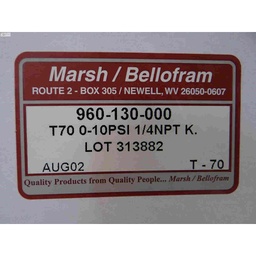 Marsh / Bellofram
ROUTE 2 - BOX 305 / NEWELL, WV 26050-0607
960-130-000
T70 0-10PSI 1/4NPT K.
LOT 313882
AUG02 T - 70
Quality Products from Quality People... Marsh / Bellofram